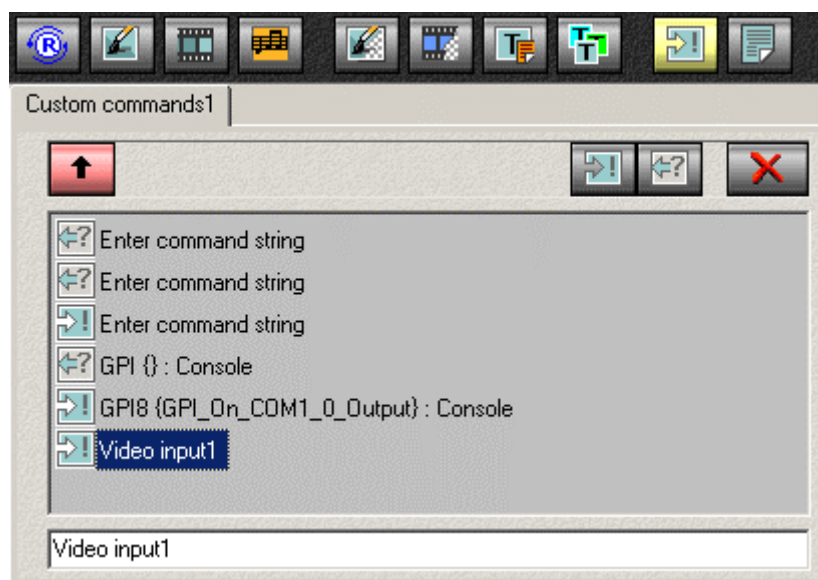 R
T
T T T
Custom commands1
Enter command string
Enter command string
Enter command string
GPI {} : Console
GPI8 {GPI_On_COM1_0_Output} : Console
Video input1
Video input1